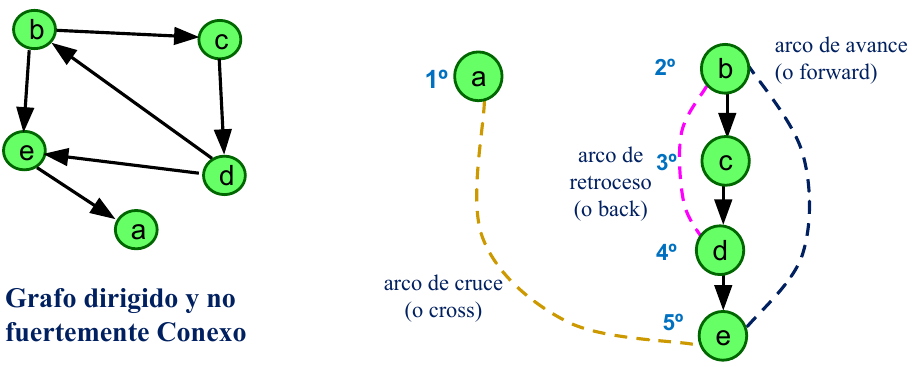 b
c
e
d
a
Grafo dirigido y no
fuertemente Conexo
1º
a
2º
b
arco de avance
(o forward)
arco de
retroceso
(o back)
3º
c
4º
d
arco de cruce
(o cross)
5º
e